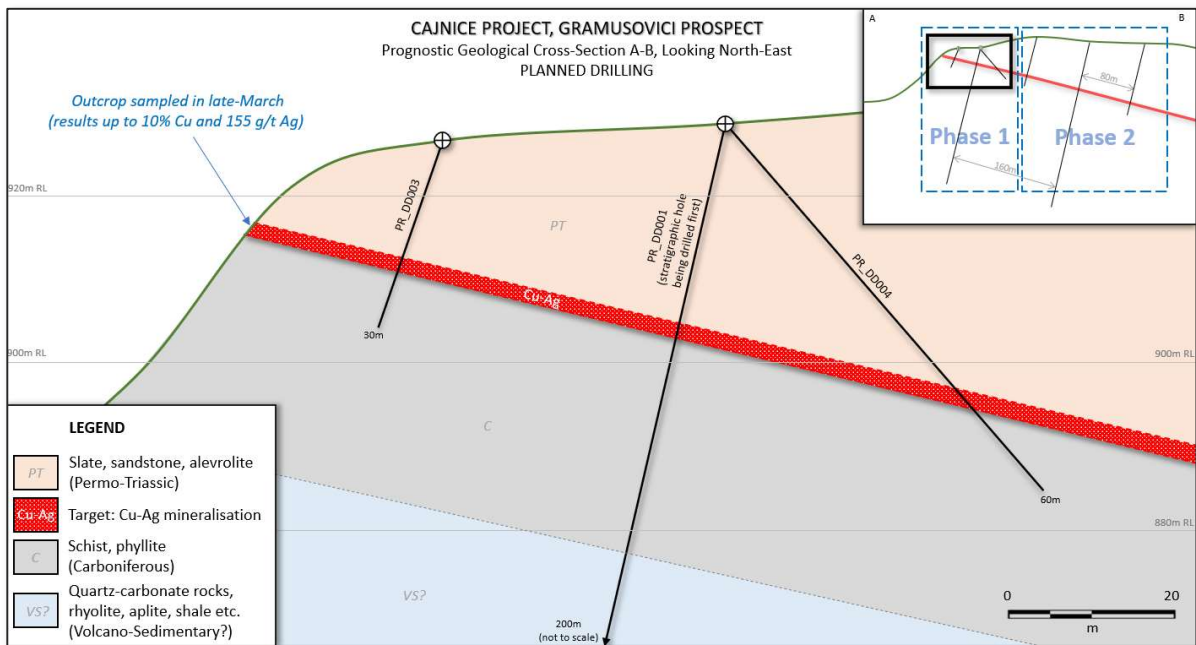 CAJNICE PROJECT, GRAMUSOVICI PROSPECT
Prognostic Geological Cross-Section A-B, Looking North-East
PLANNED DRILLING
A
B
80m
Phase 1
Phase 2
160m
Outcrop sampled in late-March
(results up to 10% Cu and 155 g/t Ag)
920m RL
PR_DD003
PT
PR_DD001
(stratigraphic hole
being drilled first)
PR_DD004
Cu-Ag
30m
900m RL
900m RL
C
60m
880m RL
VS?
200m
(not to scale)
0
20
m
LEGEND
PT
Slate, sandstone, alevrolite
(Permo-Triassic)
Cu-Ag
Target: Cu-Ag mineralisation
C
Schist, phyllite
(Carboniferous)
VS?
Quartz-carbonate rocks,
rhyolite, aplite, shale etc.
(Volcano-Sedimentary?)